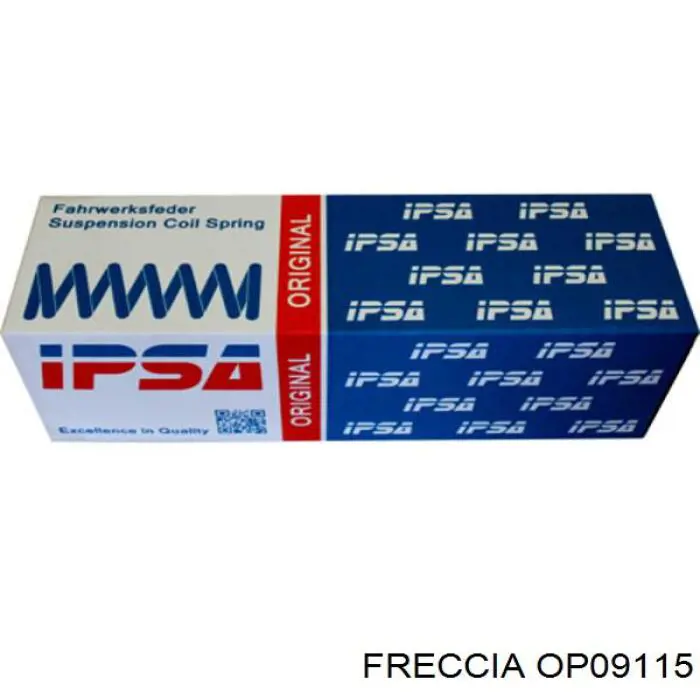 Fahrwerksfeder
Suspension Coil Spring
ORIGINAL
iPSA iPSA
iPSA iPSA iPSA
iPSA iPSA
iPSA iPSA iPSA
iPSA
Excellence in Quality
ORIGINAL
iPSA iPSA
iPSA iPSA iPSA
iPSA iPSA
iPSA iPSA iPSA
FRECCIA OP09115